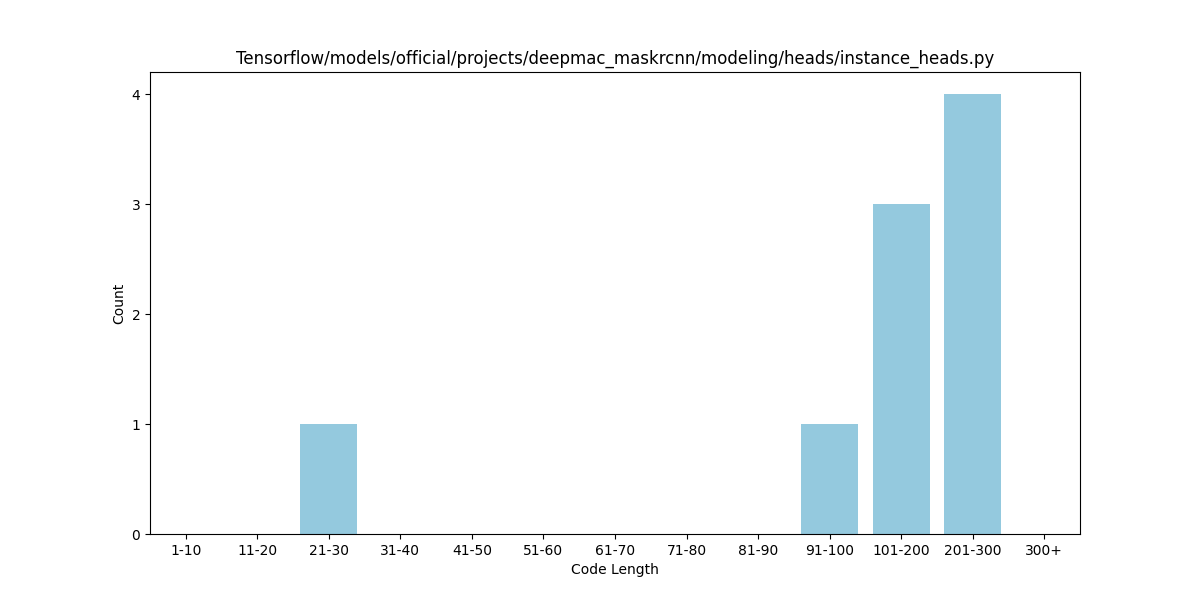 Tensorflow/models/official/projects/deepmac_maskrcnn/modeling/heads/instance_heads.py
4
3
2
1
0
Count
1-10 11-20 21-30 31-40 41-50 51-60 61-70 71-80 81-90 91-100 101-200 201-300 300+
Code Length